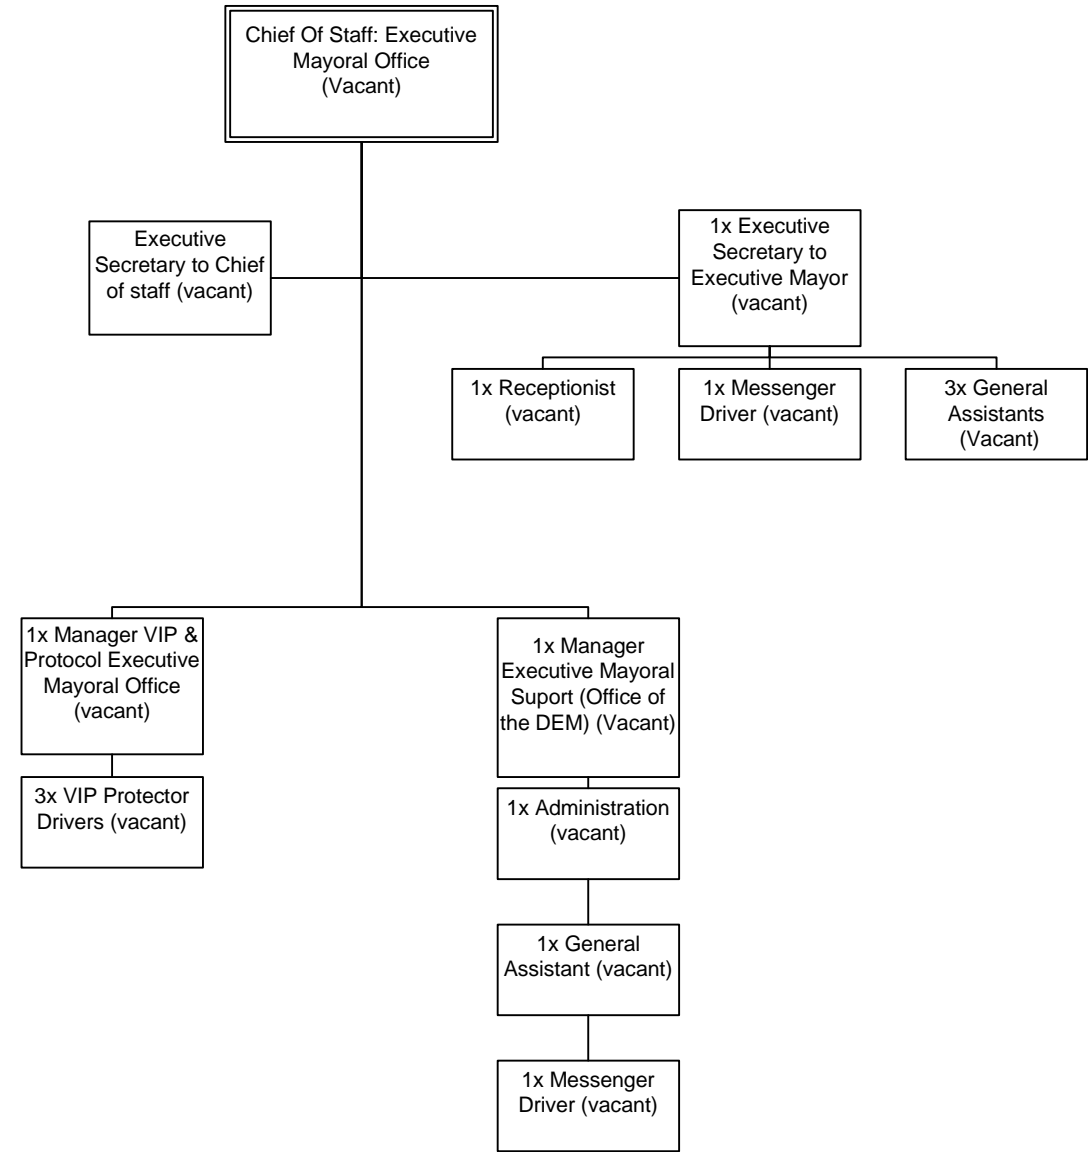 Chief Of Staff: Executive
Mayoral Office
(Vacant)
Executive
Secretary to Chief
of staff (vacant)
1x Executive
Secretary to
Executive Mayor
(vacant)
1x Receptionist
(vacant)
1x Messenger
Driver (vacant)
3x General
Assistants
(Vacant)
1x Manager VIP &
Protocol Executive
Mayoral Office
(vacant)
1x Manager
Executive Mayoral
Suport (Office of
the DEM) (Vacant)
3x VIP Protector
Drivers (vacant)
1x Administration
(vacant)
1x General
Assistant (vacant)
1x Messenger
Driver (vacant)